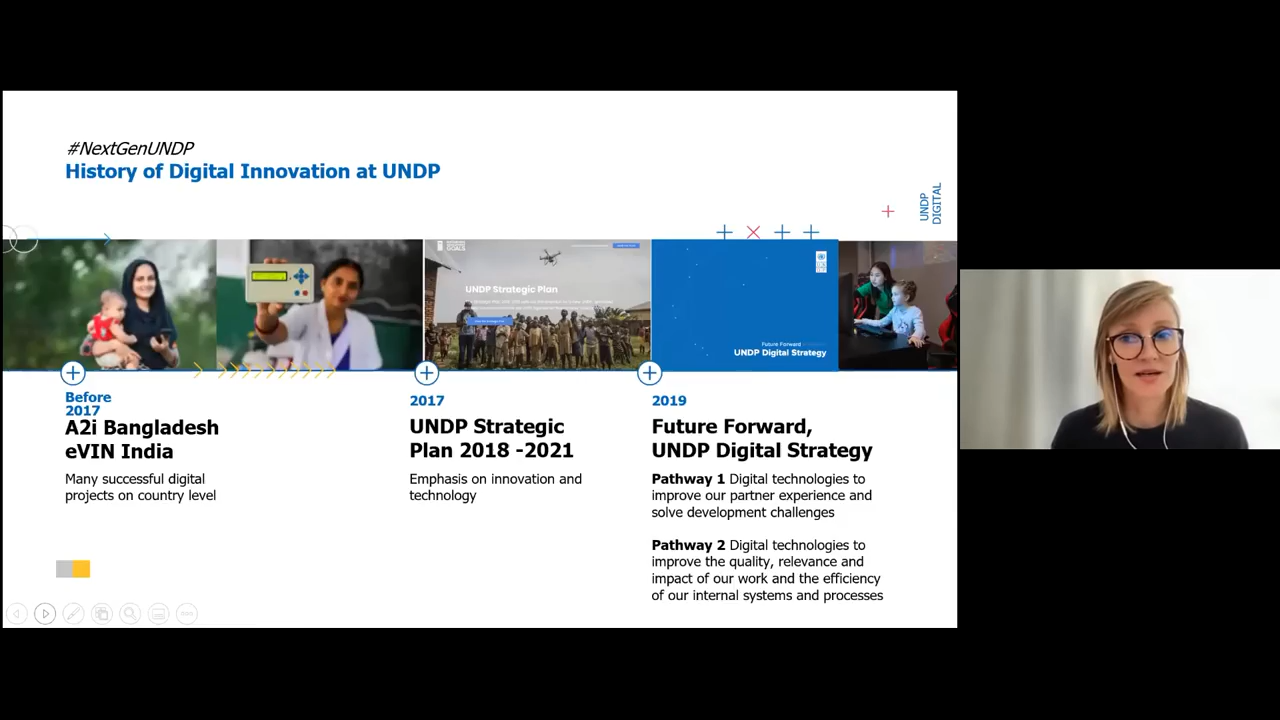 #NextGenUNDP
History of Digital Innovation at UNDP
UNDP
DIGITAL
UNDP Strategic Plan
Future Forward
UNDP Digital Strategy
Before
2017
A2i Bangladesh
eVIN India
Many successful digital
projects on country level
2017
UNDP Strategic
Plan 2018 -2021
Emphasis on innovation and
technology
2019
Future Forward,
UNDP Digital Strategy
Pathway 1 Digital technologies to
improve our partner experience and
solve development challenges
Pathway 2 Digital technologies to
improve the quality, relevance and
impact of our work and the efficiency
of our internal systems and processes